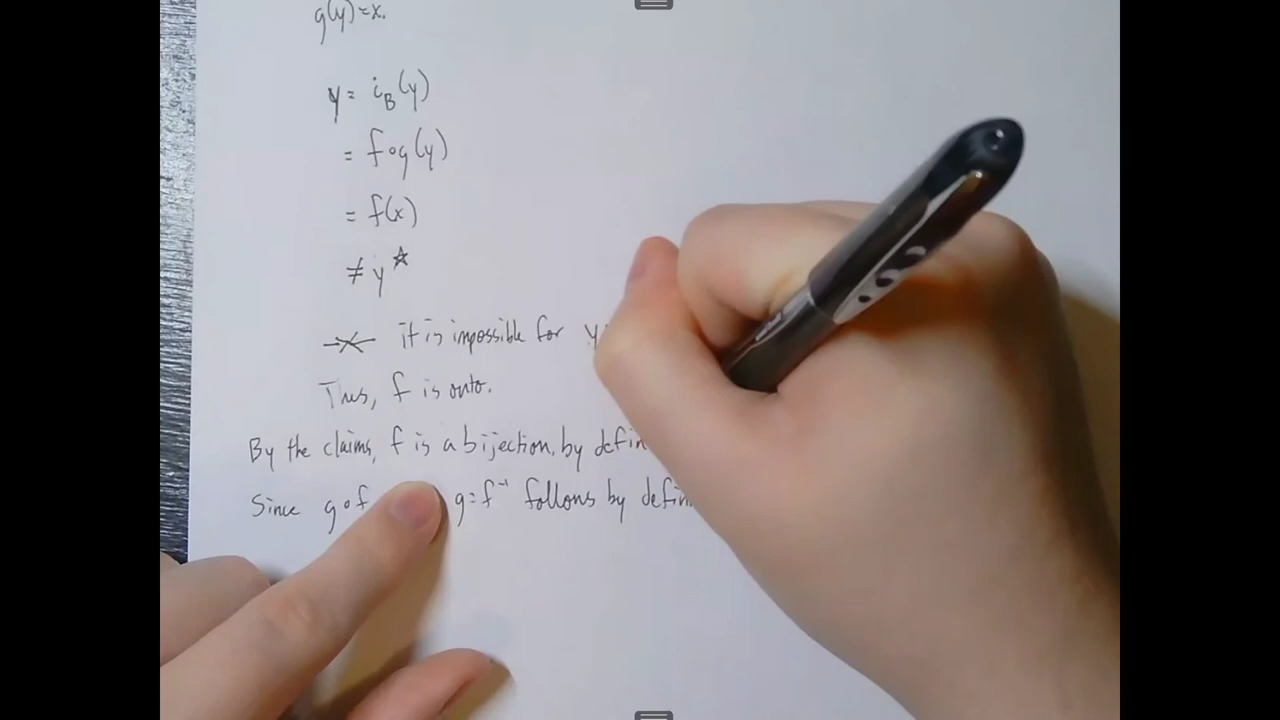 g(y)=x.
y = i_B(y)
= f∘g(y)
= f(x)
≠ y ☆
it is impossible for y
Thus, f is onto.
By the claims, f is a bijection, by defin
Since g∘f g=f⁻¹ follows by defin